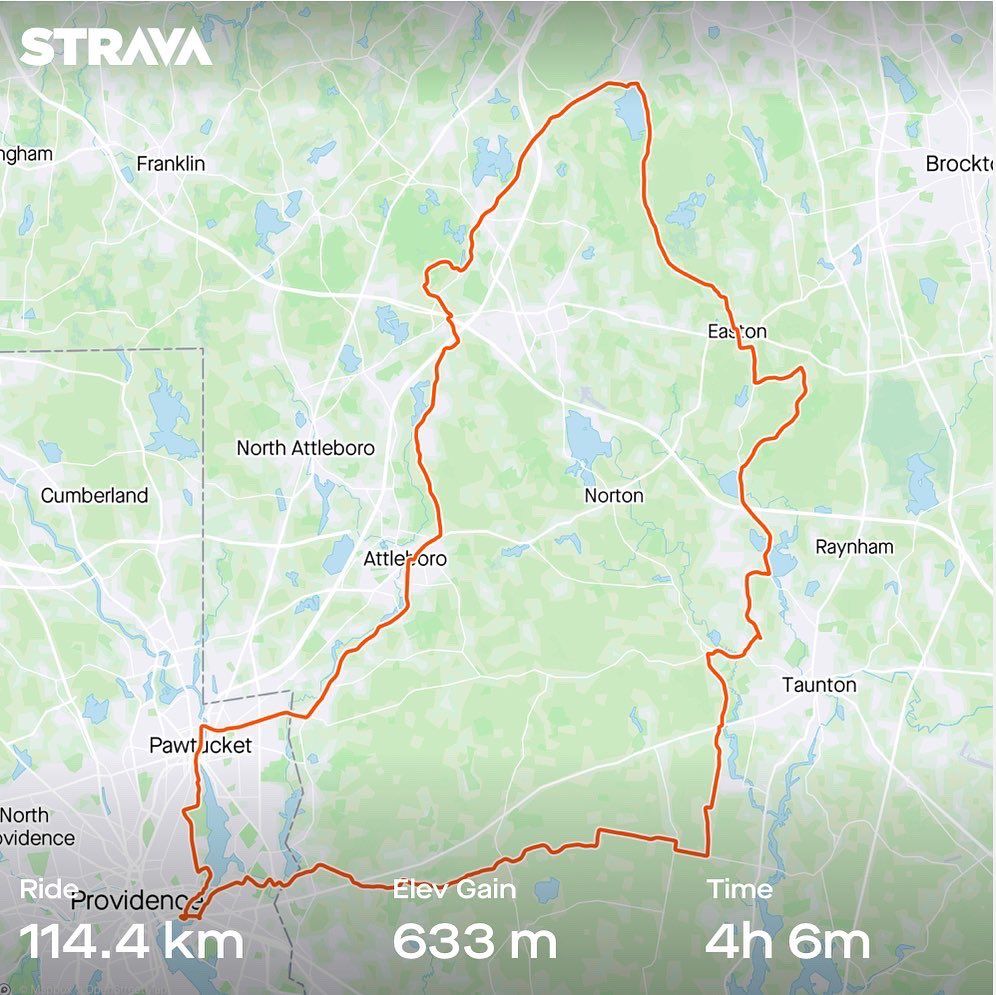 STRAVA
ngham
Franklin
Brockto
Easton
North Attleboro
Cumberland
Norton
Attleboro
Raynham
Taunton
Pawtucket
North
ovidence
Providence
Ride
114.4 km
Elev Gain
633 m
Time
4h 6m
© Mapbox © OpenStreetMap